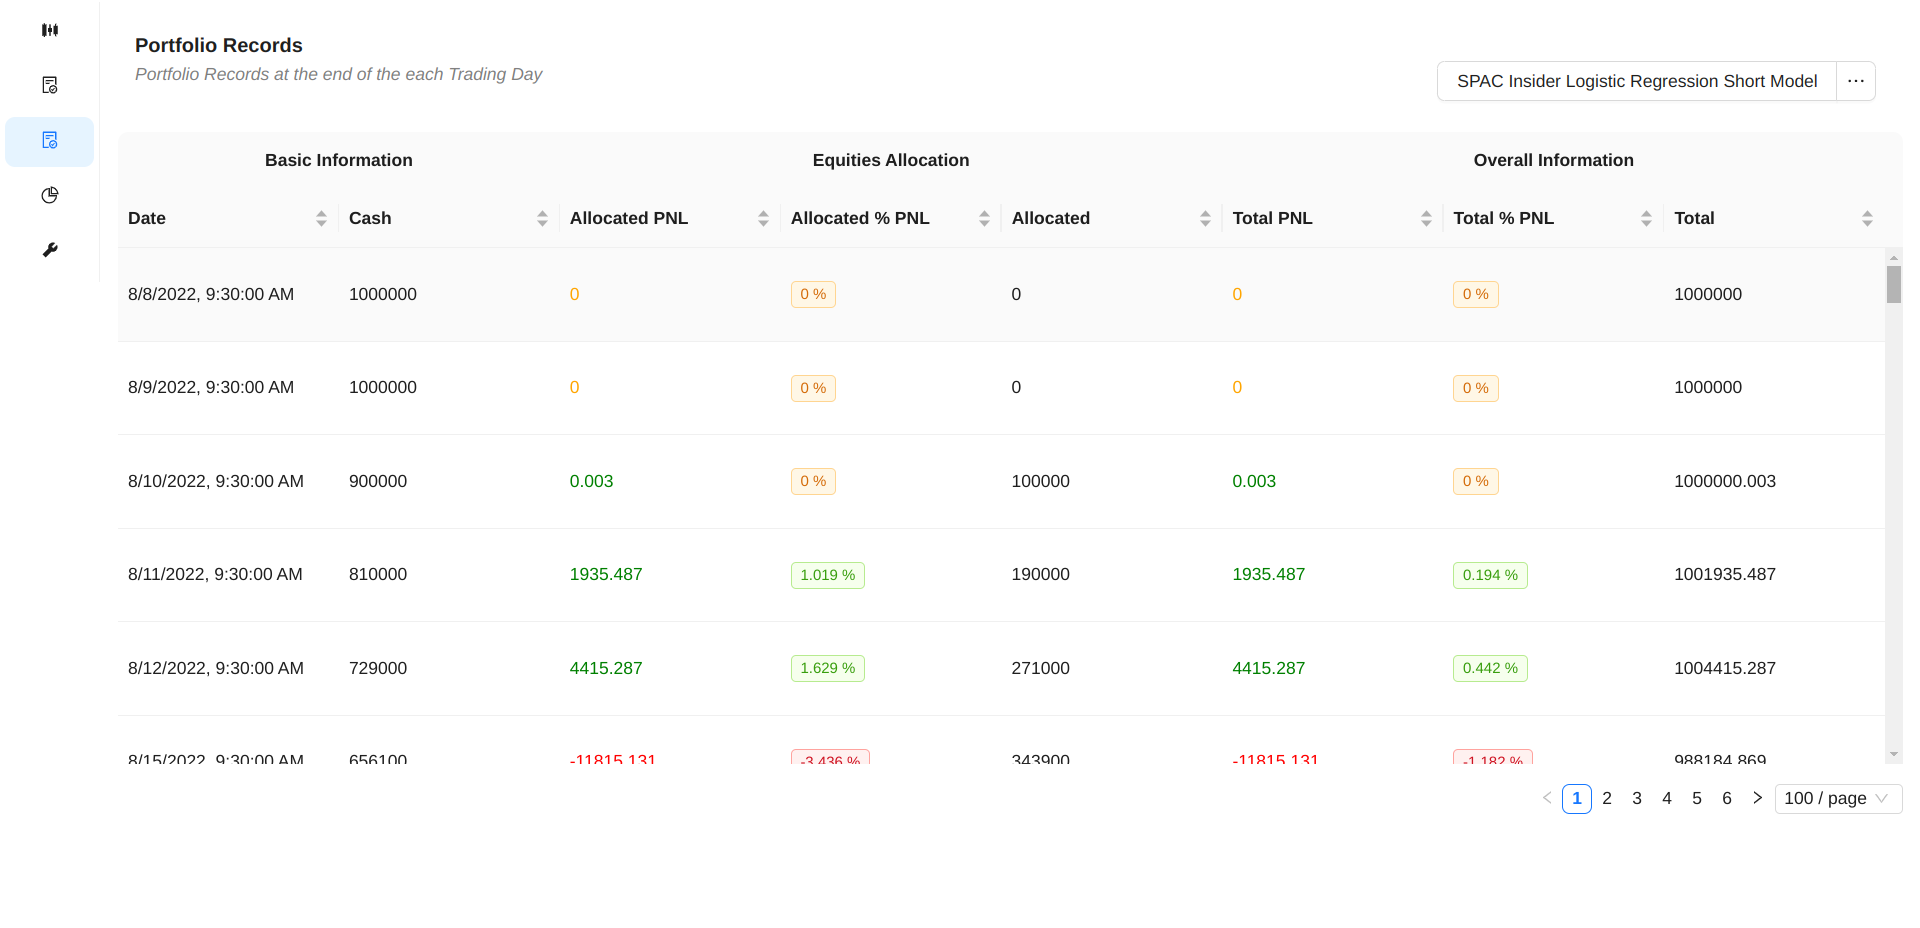 Portfolio Records
Portfolio Records at the end of the each Trading Day
SPAC Insider Logistic Regression Short Model ···
Basic Information Equities Allocation Overall Information
Date Cash Allocated PNL Allocated % PNL Allocated Total PNL Total % PNL Total
8/8/2022, 9:30:00 AM 1000000 0 0 % 0 0 0 % 1000000
8/9/2022, 9:30:00 AM 1000000 0 0 % 0 0 0 % 1000000
8/10/2022, 9:30:00 AM 900000 0.003 0 % 100000 0.003 0 % 1000000.003
8/11/2022, 9:30:00 AM 810000 1935.487 1.019 % 190000 1935.487 0.194 % 1001935.487
8/12/2022, 9:30:00 AM 729000 4415.287 1.629 % 271000 4415.287 0.442 % 1004415.287
8/15/2022, 9:30:00 AM 656100 -11815.131 -3.436 % 343900 -11815.131 -1.182 % 988184.869
1 2 3 4 5 6 100 / page